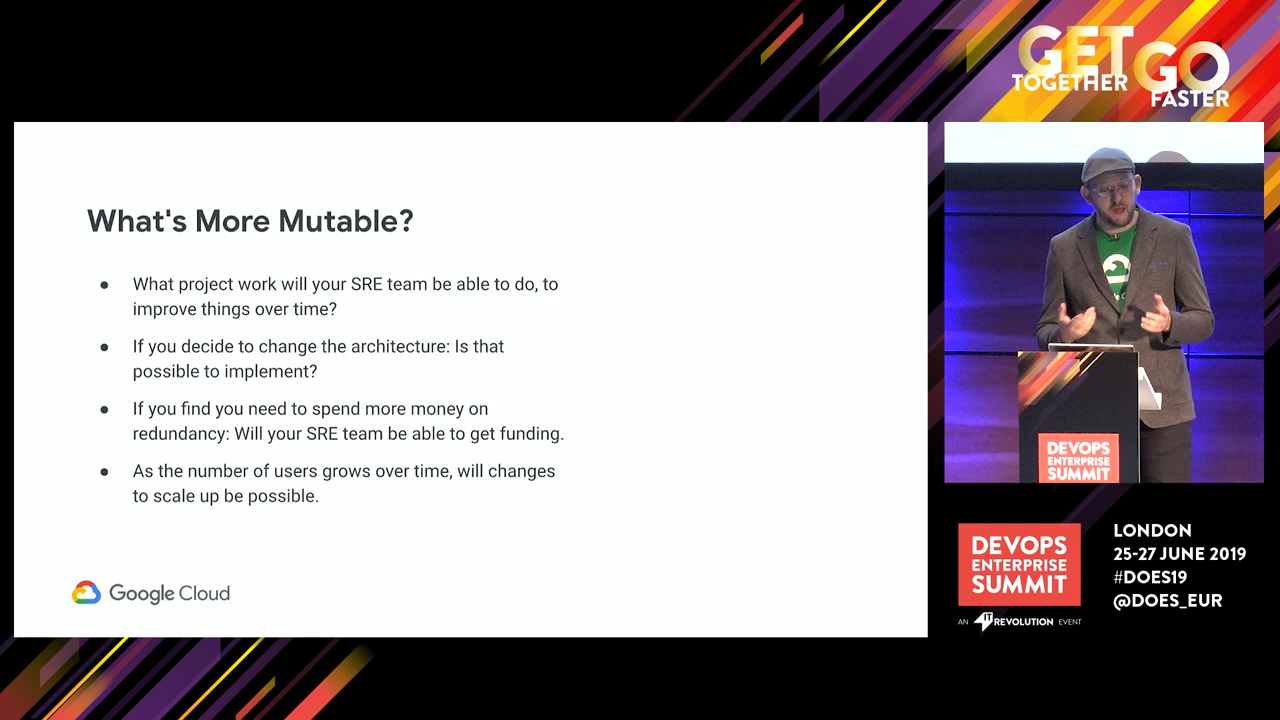 GET
TOGETHER
GO
FASTER
What's More Mutable?
● What project work will your SRE team be able to do, to
improve things over time?
● If you decide to change the architecture: Is that
possible to implement?
● If you find you need to spend more money on
redundancy: Will your SRE team be able to get funding.
● As the number of users grows over time, will changes
to scale up be possible.
Google Cloud
DEVOPS
ENTERPRISE
SUMMIT
DEVOPS
ENTERPRISE
SUMMIT
AN IT REVOLUTION EVENT
LONDON
25-27 JUNE 2019
#DOES19
@DOES_EUR